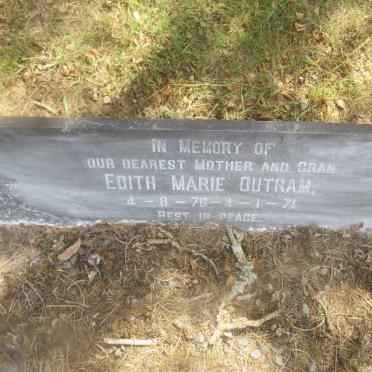 IN MEMORY OF
OUR DEAREST MOTHER AND GRAN
EDITH MARIE OUTRAM,
4-8-76-4-1-71
REST IN PEACE.